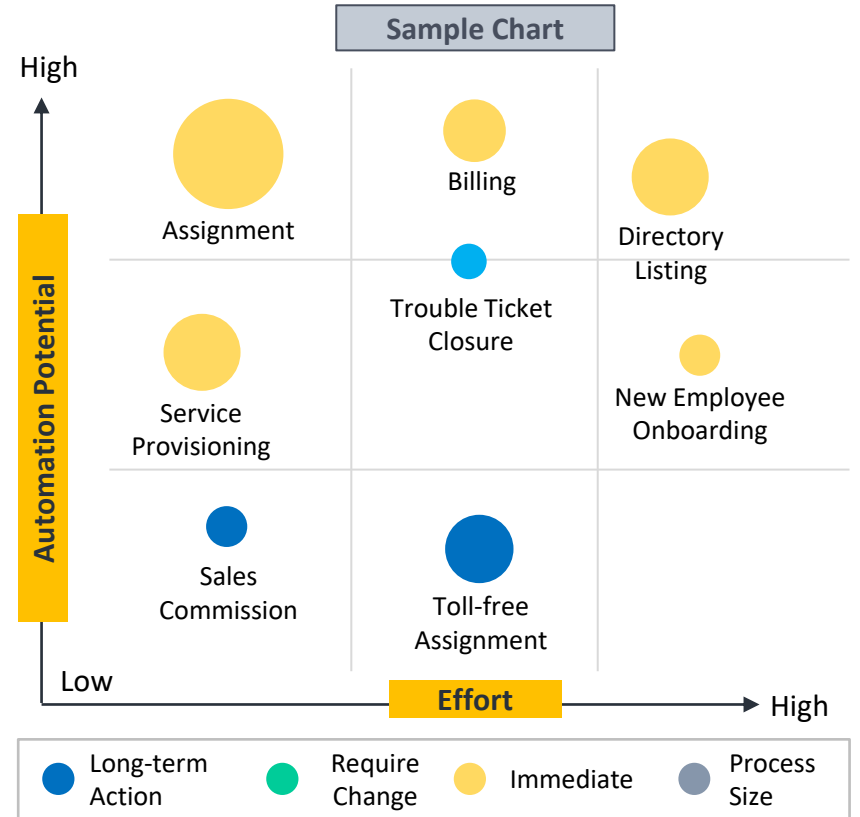 Sample Chart
High
Assignment
Billing
Directory
Listing
Trouble Ticket
Closure
Service
Provisioning
New Employee
Onboarding
Automation Potential
Sales
Commission
Toll-free
Assignment
Low
Effort
High
Long-term
Action
Require
Change
Immediate
Process
Size